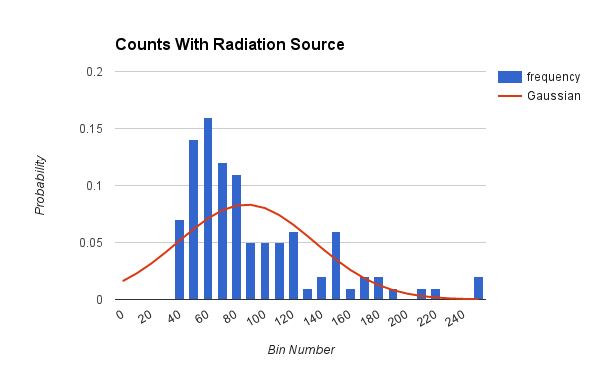 Counts With Radiation Source
0.2
0.15
0.1
0.05
0
Probability
0 20 40 60 80 100 120 140 160 180 200 220 240
Bin Number
frequency
Gaussian